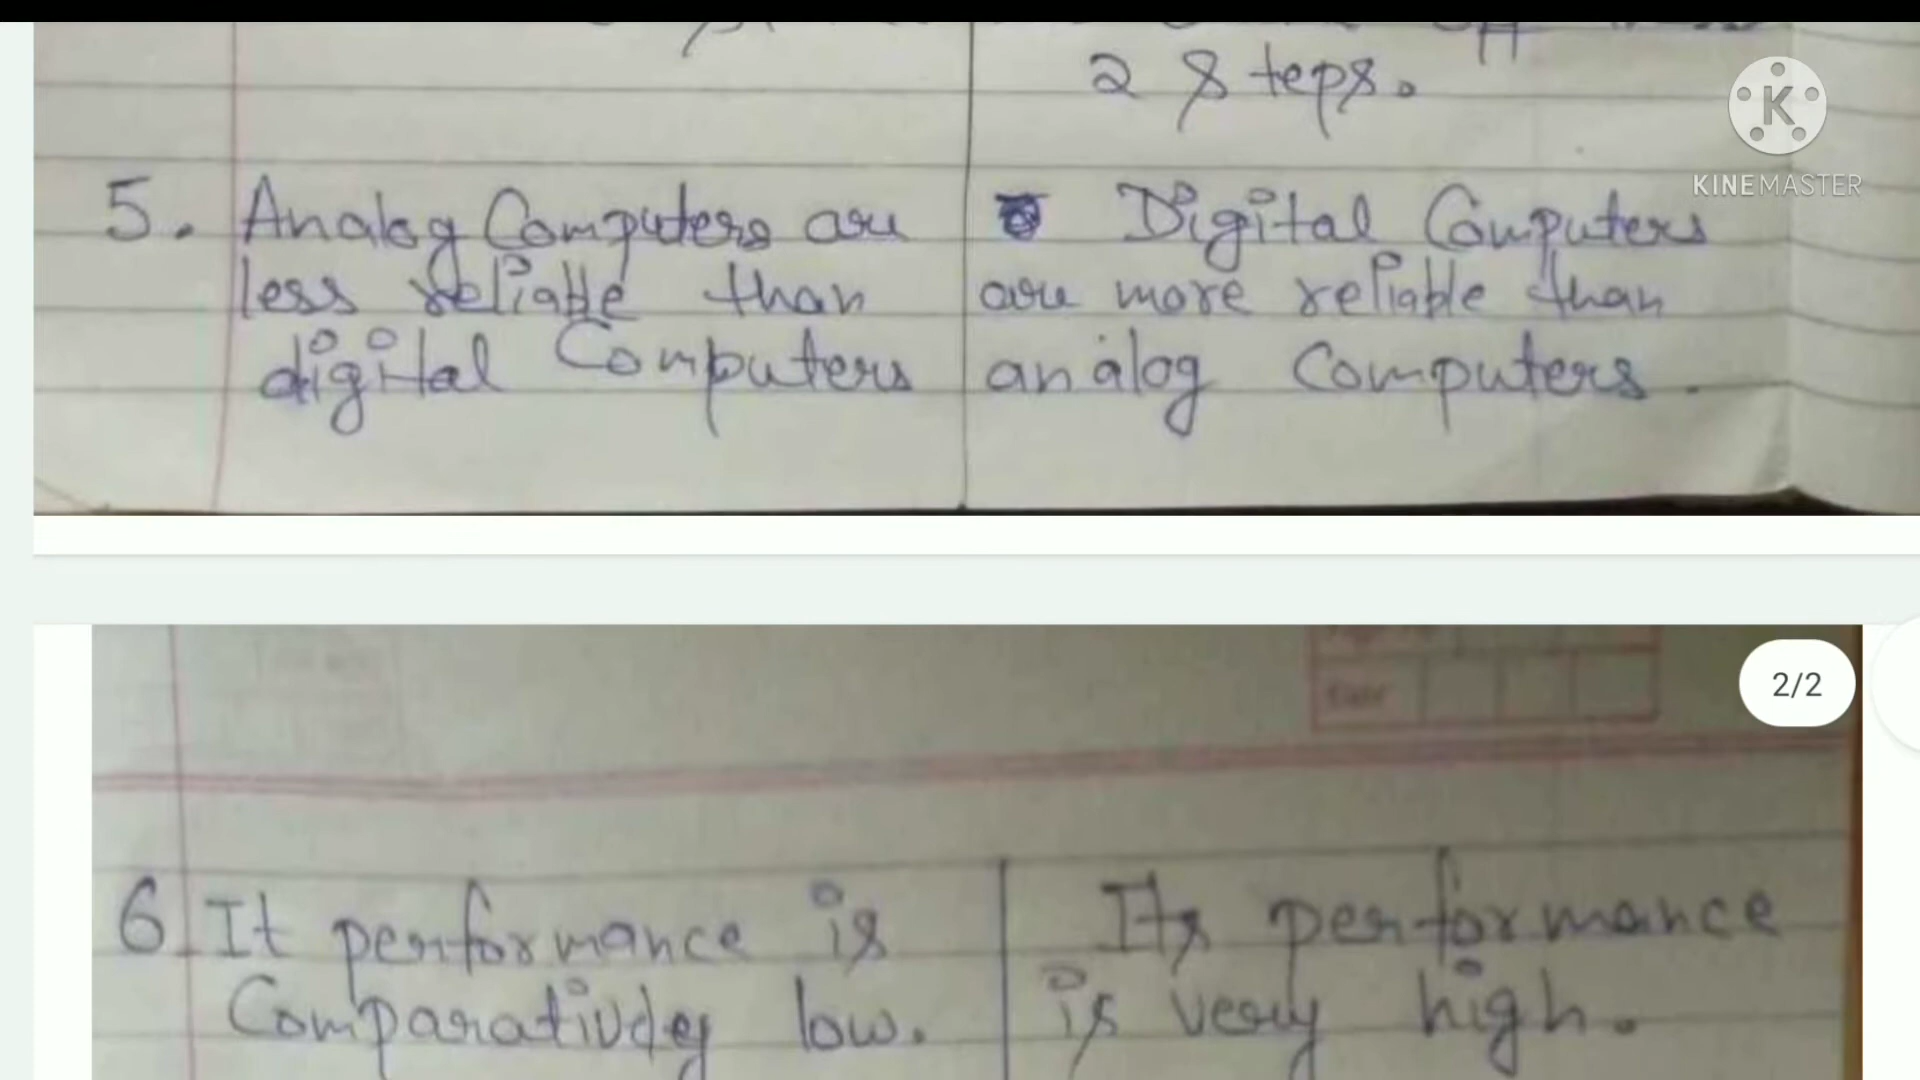 2 Steps.
KINEMASTER
5. Analog Computers are
less reliable than
digital Computers
Digital Computers
are more reliable than
analog Computers.
2/2
Date
6. It performance is
Comparatively low.
Its performance
is very high.